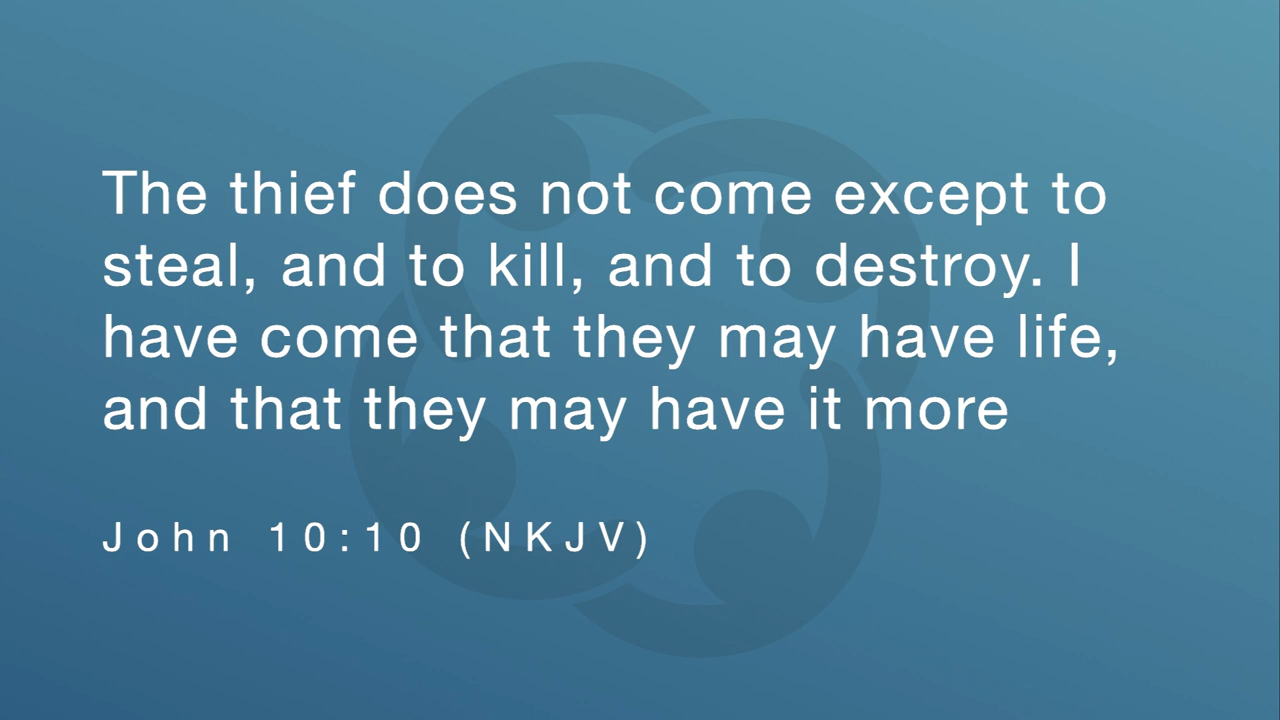 The thief does not come except to
steal, and to kill, and to destroy. I
have come that they may have life,
and that they may have it more
John 10:10 (NKJV)